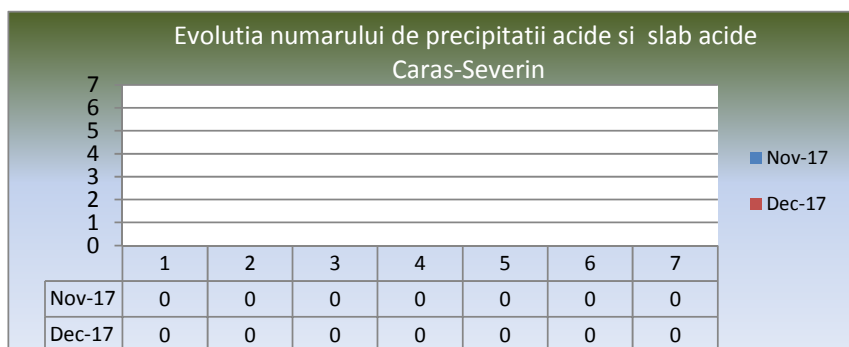 Evolutia numarului de precipitatii acide si slab acide
Caras-Severin
7
6
5
4
3
2
1
0
Nov-17
Dec-17
1 2 3 4 5 6 7
Nov-17 0 0 0 0 0 0 0
Dec-17 0 0 0 0 0 0 0